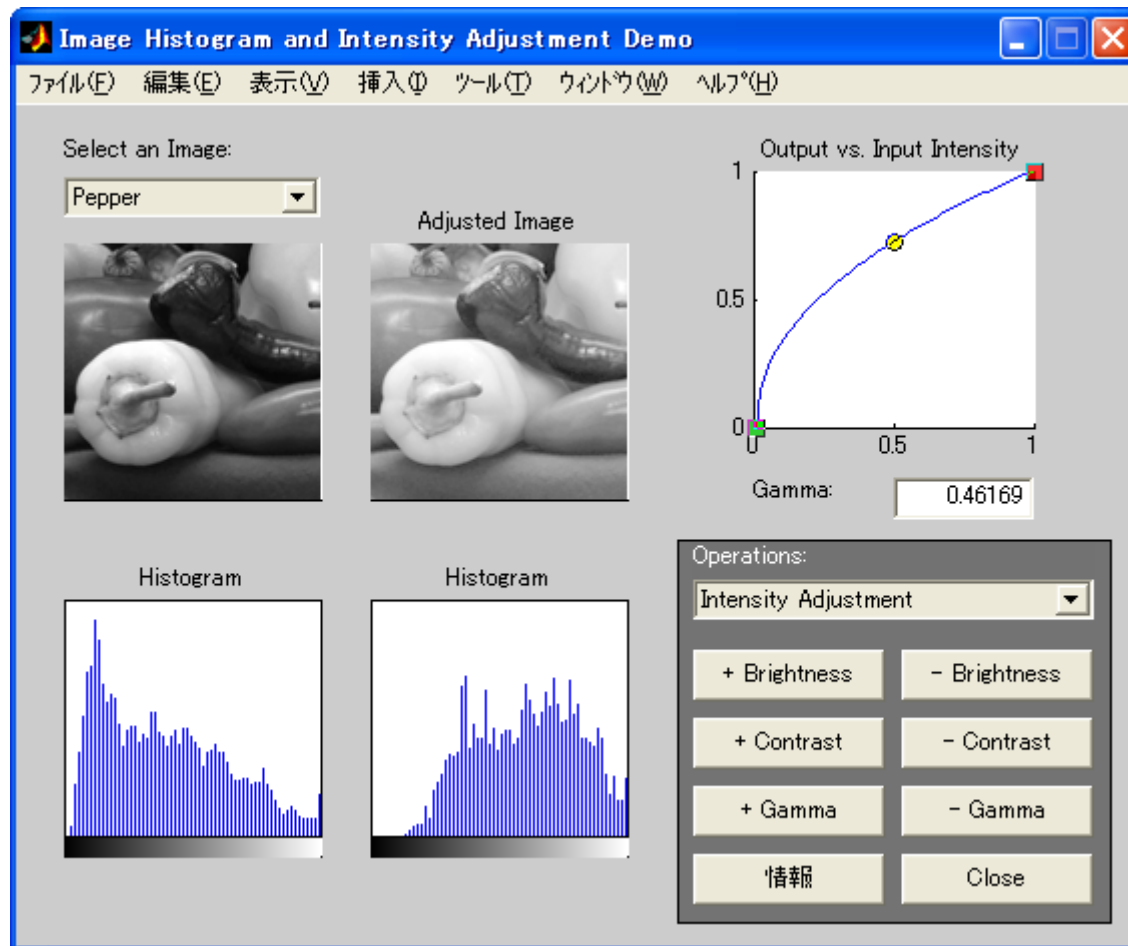 Image Histogram and Intensity Adjustment Demo
ファイル(F) 編集(E) 表示(V) 挿入(I) ツール(T) ウィンドウ(W) ヘルプ(H)
Select an Image:
Pepper
Adjusted Image
Output vs. Input Intensity
1
0.5
0
0 0.5 1
Gamma: 0.46169
Histogram
Histogram
Operations:
Intensity Adjustment
+ Brightness - Brightness
+ Contrast - Contrast
+ Gamma - Gamma
情報 Close